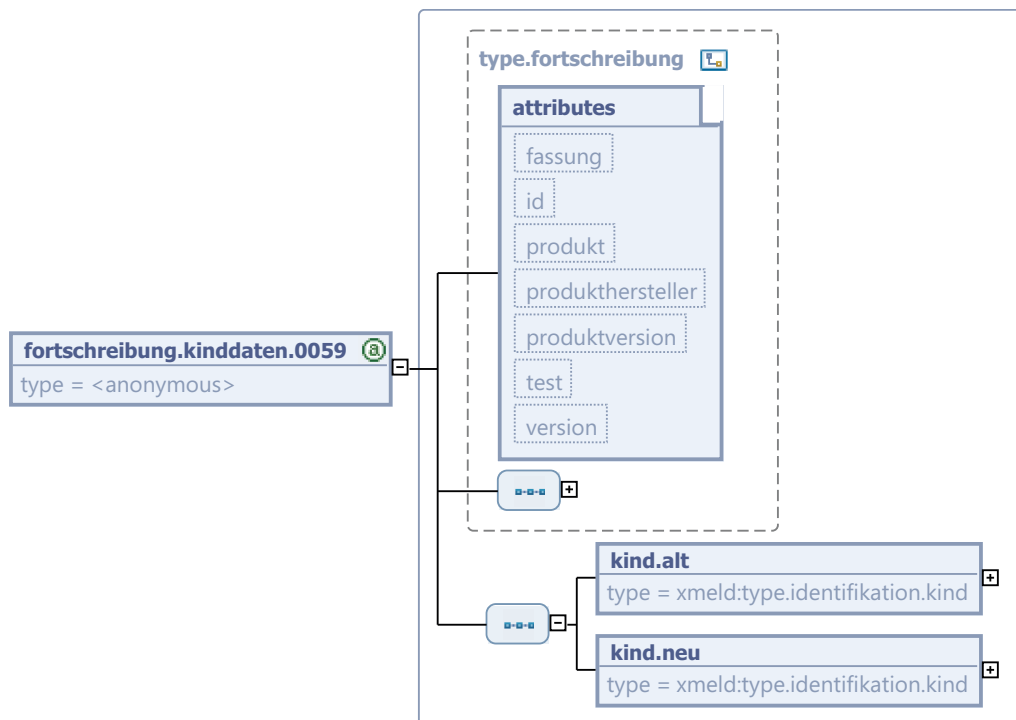 type.fortschreibung
attributes
fassung
id
produkt
produkthersteller
produktversion
test
version
fortschreibung.kinddaten.0059 @
type = <anonymous>
kind.alt
type = xmeld:type.identifikation.kind
kind.neu
type = xmeld:type.identifikation.kind